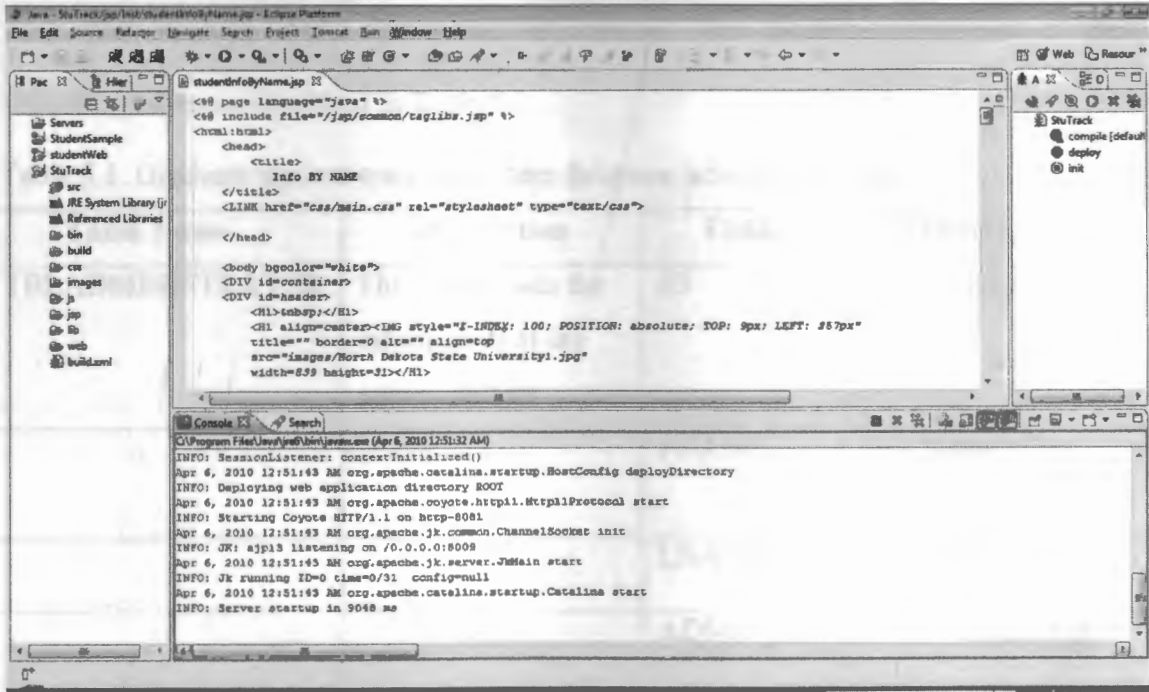 Java - StuTrack/jsp/Inst/studentInfoByName.jsp - Eclipse Platform
File Edit Source Refactor Navigate Search Project Tomcat Run Window Help
Web Resour
Pac Hier
studentInfoByName.jsp
A O
Servers
StudentSample
studentWeb
StuTrack
src
JRE System Library (jr
Referenced Libraries
bin
build
css
images
js
jsp
lib
web
build.xml
<%@ page language="java" %>
<%@ include file="/jsp/common/taglibs.jsp" %>
<html:html>
<head>
<title>
Info BY NAME
</title>
<LINK href="css/main.css" rel="stylesheet" type="text/css">
</head>
<body bgcolor="white">
<DIV id=container>
<DIV id=header>
<H1>&nbsp;</H1>
<H1 align=center><IMG style="Z-INDEX: 100; POSITION: absolute; TOP: 9px; LEFT: 357px"
title="" border=0 alt="" align=top
src="images/North Dakota State University1.jpg"
width=839 height=31></H1>
StuTrack
compile [default
deploy
init
Console Search
C:\Program Files\Java\jre6\bin\javaw.exe (Apr 6, 2010 12:51:32 AM)
INFO: SessionListener: contextInitialized()
Apr 6, 2010 12:51:43 AM org.apache.catalina.startup.HostConfig deployDirectory
INFO: Deploying web application directory ROOT
Apr 6, 2010 12:51:43 AM org.apache.coyote.http11.Http11Protocol start
INFO: Starting Coyote HTTP/1.1 on http-8081
Apr 6, 2010 12:51:43 AM org.apache.jk.common.ChannelSocket init
INFO: JK: ajp13 listening on /0.0.0.0:8009
Apr 6, 2010 12:51:43 AM org.apache.jk.server.JkMain start
INFO: Jk running ID=0 time=0/31 config=null
Apr 6, 2010 12:51:43 AM org.apache.catalina.startup.Catalina start
INFO: Server startup in 9048 ms